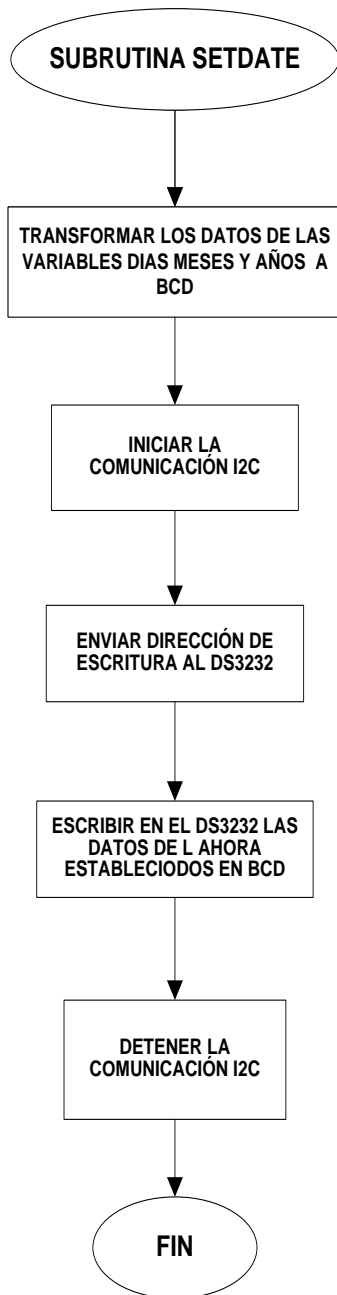 SUBRUTINA SETDATE
TRANSFORMAR LOS DATOS DE LAS
VARIABLES DIAS MESES Y AÑOS A
BCD
INICIAR LA
COMUNICACIÓN I2C
ENVIAR DIRECCIÓN DE
ESCRITURA AL DS3232
ESCRIBIR EN EL DS3232 LAS
DATOS DE L AHORA
ESTABLECIODOS EN BCD
DETENER LA
COMUNICACIÓN I2C
FIN